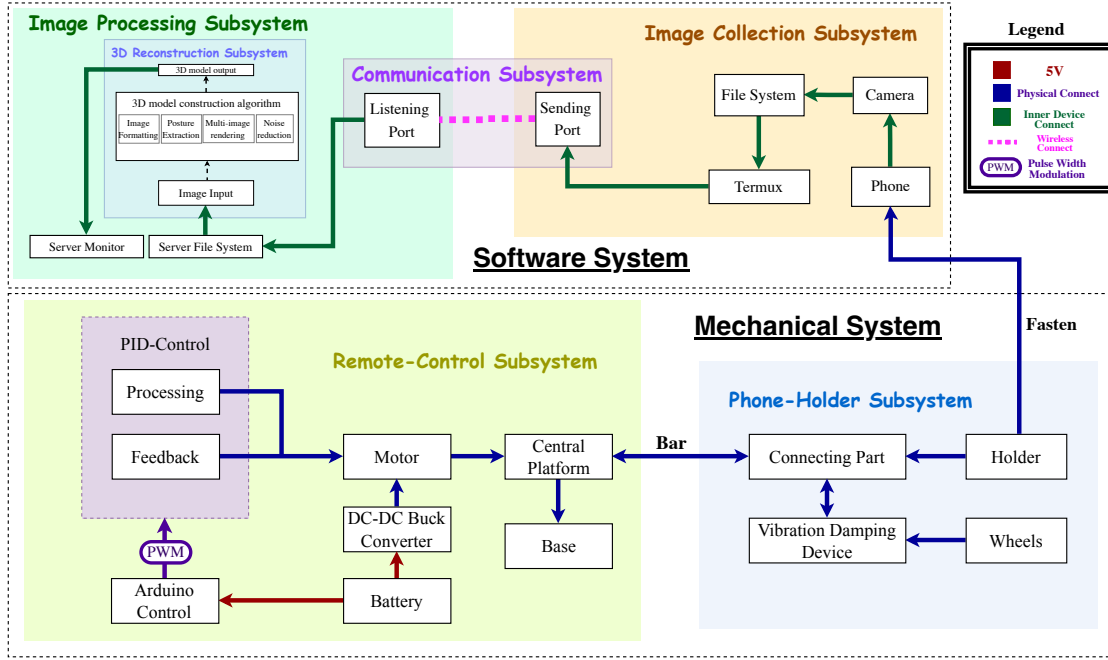 Image Processing Subsystem
3D Reconstruction Subsystem
3D model output
3D model construction algorithm
Image
Formatting
Posture
Extraction
Multi-image
rendering
Noise
reduction
Image Input
Server Monitor
Server File System
Communication Subsystem
Listening
Port
Sending
Port
Image Collection Subsystem
File System
Camera
Termux
Phone
Software System
Legend
5V
Physical Connect
Inner Device
Connect
Wireless
Connect
PWM
Pulse Width
Modulation
Mechanical System
Fasten
Remote-Control Subsystem
PID-Control
Processing
Feedback
Motor
Central
Platform
Bar
DC-DC Buck
Converter
Base
PWM
Arduino
Control
Battery
Phone-Holder Subsystem
Connecting Part
Holder
Vibration Damping
Device
Wheels